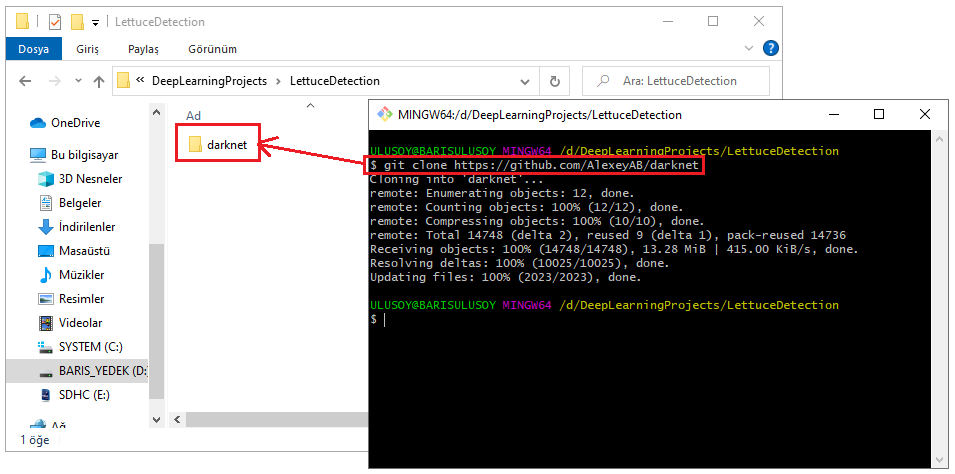 LettuceDetection
Dosya Giriş Paylaş Görünüm
« DeepLearningProjects > LettuceDetection
Ara: LettuceDetection
Ad
OneDrive
darknet
Bu bilgisayar
3D Nesneler
Belgeler
İndirilenler
Masaüstü
Müzikler
Resimler
Videolar
SYSTEM (C:)
BARIS_YEDEK (D:
SDHC (E:)
Ağ
1 öğe
MINGW64:/d/DeepLearningProjects/LettuceDetection
ULUSOY@BARISULUSOY MINGW64 /d/DeepLearningProjects/LettuceDetection
$ git clone https://github.com/AlexeyAB/darknet
Cloning into 'darknet'...
remote: Enumerating objects: 12, done.
remote: Counting objects: 100% (12/12), done.
remote: Compressing objects: 100% (10/10), done.
remote: Total 14748 (delta 2), reused 9 (delta 1), pack-reused 14736
Receiving objects: 100% (14748/14748), 13.28 MiB | 415.00 KiB/s, done.
Resolving deltas: 100% (10025/10025), done.
Updating files: 100% (2023/2023), done.
ULUSOY@BARISULUSOY MINGW64 /d/DeepLearningProjects/LettuceDetection
$